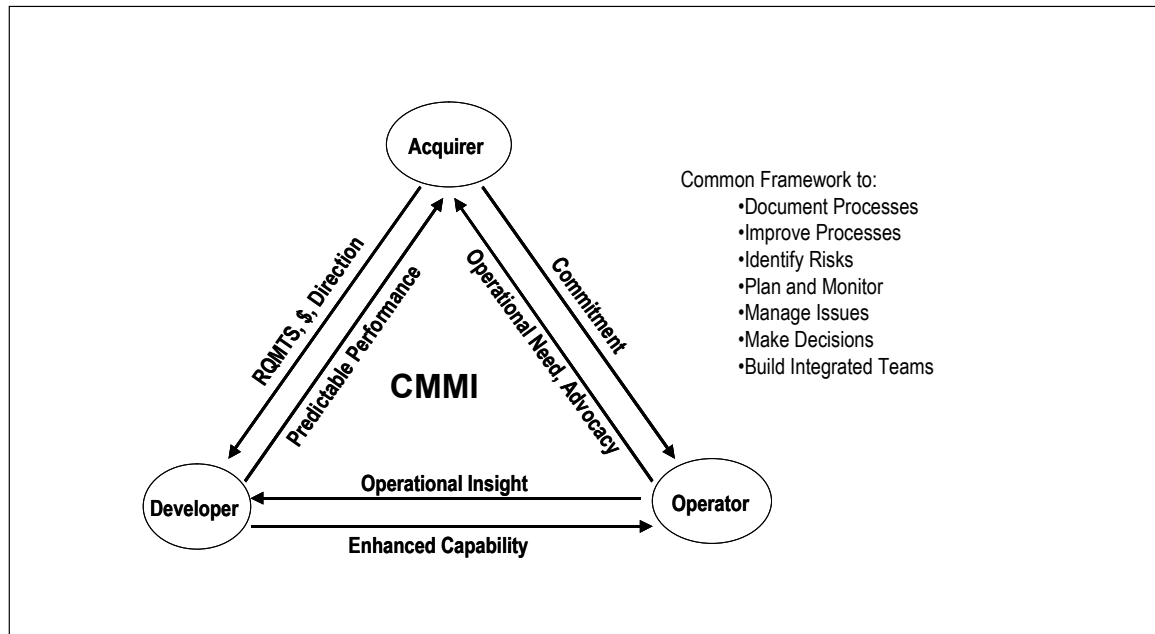 Acquirer
Common Framework to:
•Document Processes
•Improve Processes
•Identify Risks
•Plan and Monitor
•Manage Issues
•Make Decisions
•Build Integrated Teams
RQMTS, $, Direction
Predictable Performance
Operational Need, Advocacy
Commitment
CMMI
Operational Insight
Developer
Operator
Enhanced Capability